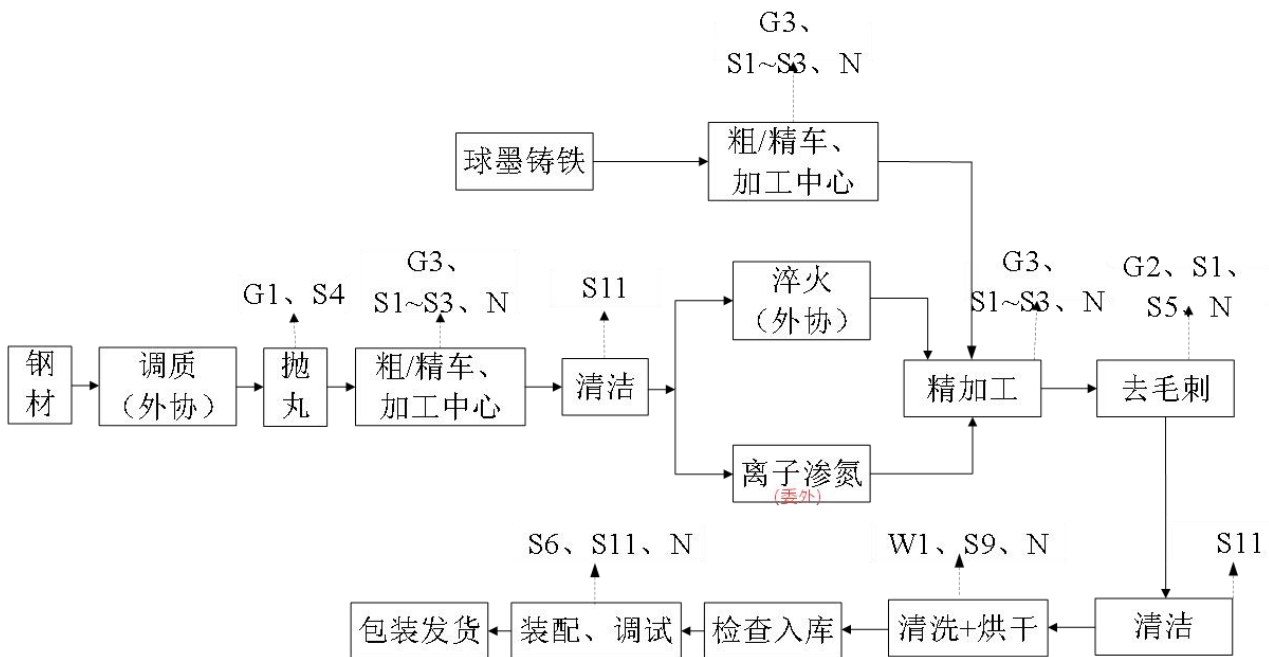 G3、
S1~S3、N
球墨铸铁
粗/精车、
加工中心
G1、S4
G3、
S1~S3、N
S11
淬火
（外协）
G3、
S1~S3、N
G2、S1、
S5、N
钢
材
调质
（外协）
抛
丸
粗/精车、
加工中心
清洁
精加工
去毛刺
离子渗氮
(委外)
S6、S11、N
W1、S9、N
S11
包装发货
装配、调试
检查入库
清洗+烘干
清洁